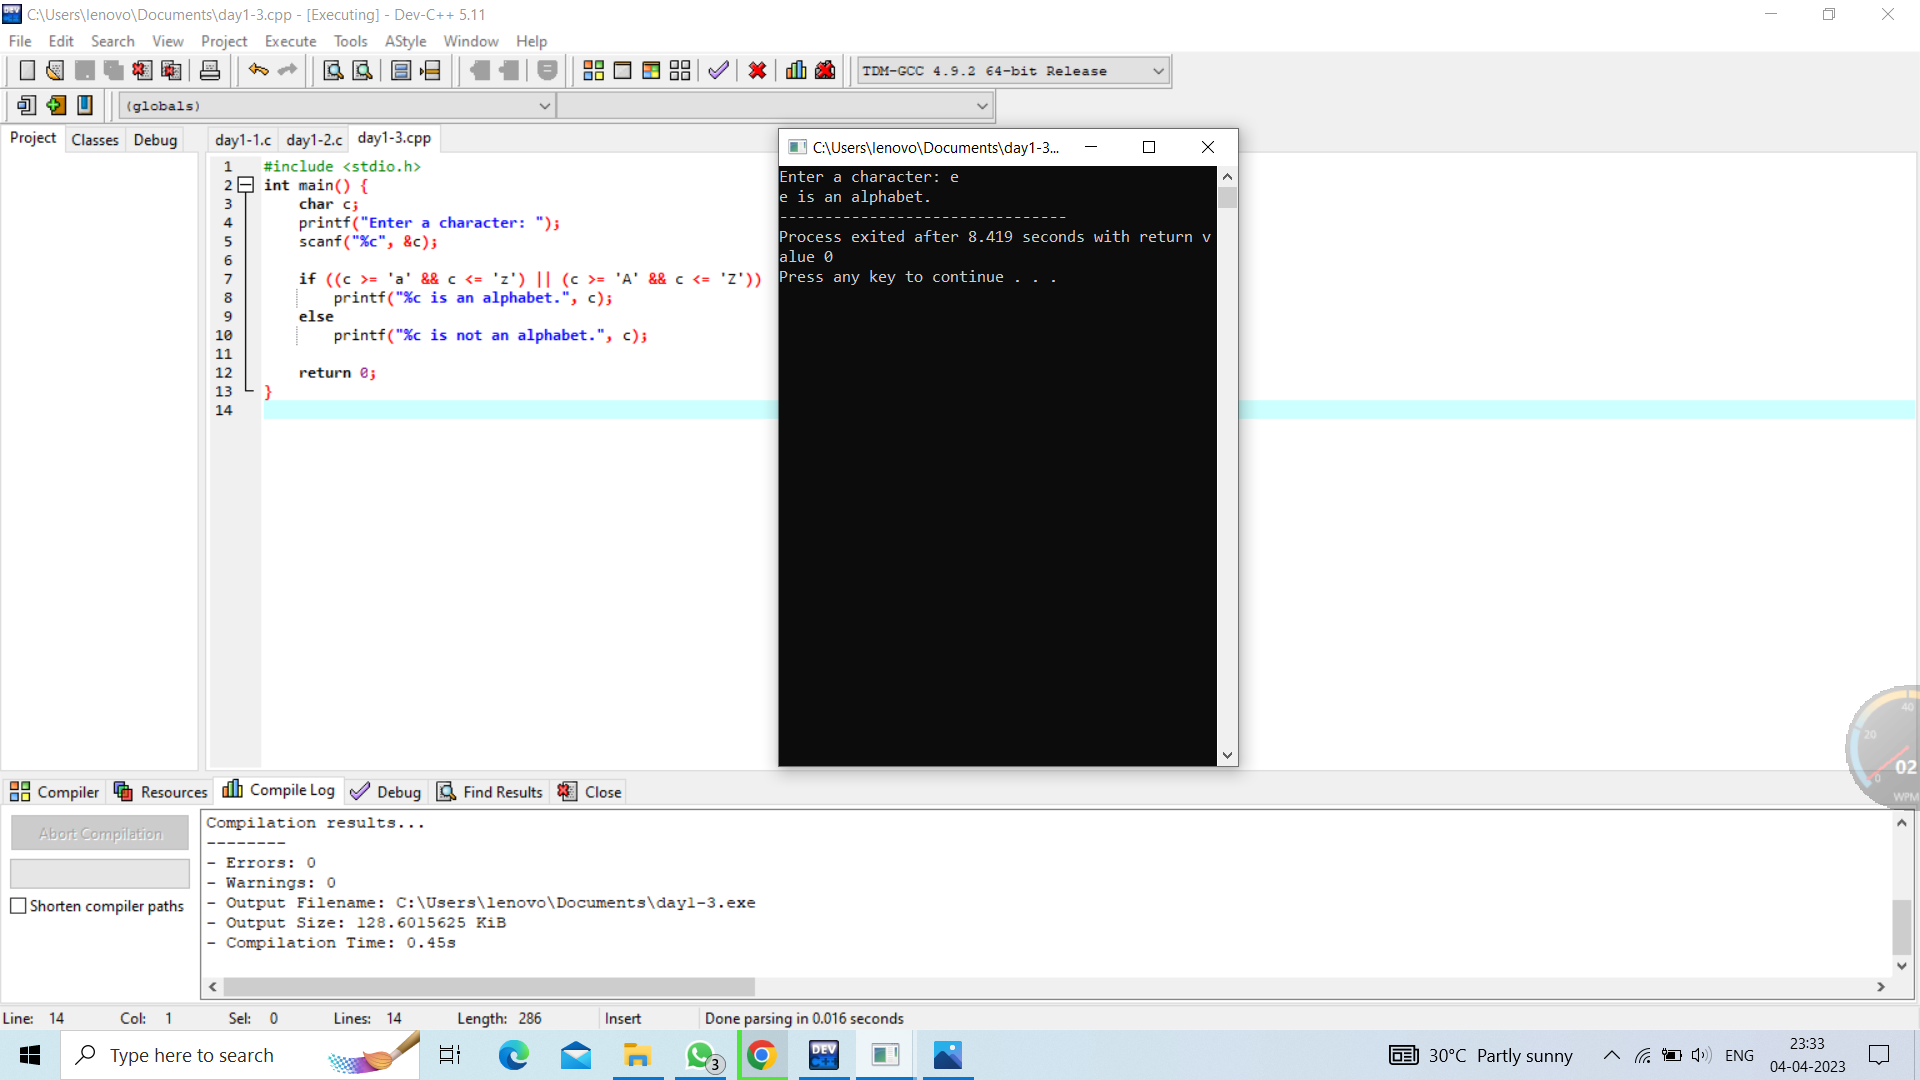 C:\Users\lenovo\Documents\day1-3.cpp - [Executing] - Dev-C++ 5.11
File Edit Search View Project Execute Tools AStyle Window Help
TDM-GCC 4.9.2 64-bit Release
(globals)
Project Classes Debug
day1-1.c day1-2.c day1-3.cpp
1 #include <stdio.h>
2 int main() {
3 char c;
4 printf("Enter a character: ");
5 scanf("%c", &c);
6
7 if ((c >= 'a' && c <= 'z') || (c >= 'A' && c <= 'Z'))
8 printf("%c is an alphabet.", c);
9 else
10 printf("%c is not an alphabet.", c);
11
12 return 0;
13 }
14
C:\Users\lenovo\Documents\day1-3...
Enter a character: e
e is an alphabet.
--------------------------------
Process exited after 8.419 seconds with return v
alue 0
Press any key to continue . . .
40
20
0
02
WPM
Compiler Resources Compile Log Debug Find Results Close
Abort Compilation
Shorten compiler paths
Compilation results...
--------
- Errors: 0
- Warnings: 0
- Output Filename: C:\Users\lenovo\Documents\day1-3.exe
- Output Size: 128.6015625 KiB
- Compilation Time: 0.45s
Line: 14 Col: 1 Sel: 0 Lines: 14 Length: 286 Insert Done parsing in 0.016 seconds
Type here to search
3
DEV C++
30°C Partly sunny
ENG
23:33
04-04-2023